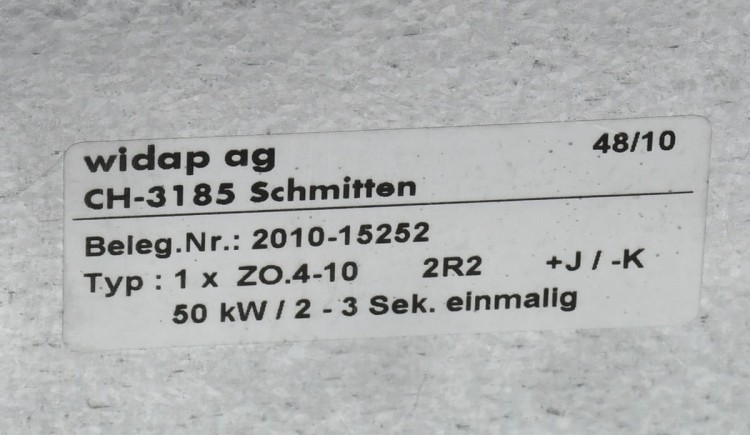 widap ag 48/10
CH-3185 Schmitten
Beleg.Nr.: 2010-15252
Typ : 1 x ZO.4-10 2R2 +J / -K
50 kW / 2 - 3 Sek. einmalig